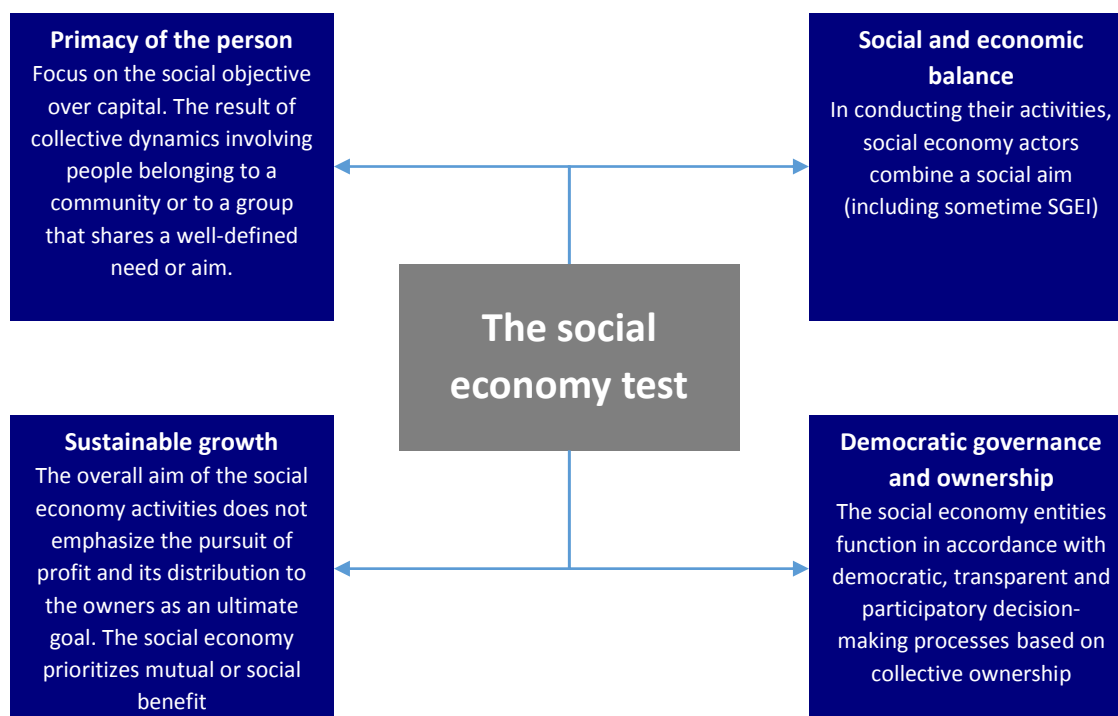 Primacy of the person
Focus on the social objective
over capital. The result of
collective dynamics involving
people belonging to a
community or to a group
that shares a well-defined
need or aim.
Social and economic
balance
In conducting their activities,
social economy actors
combine a social aim
(including sometime SGEI)
The social
economy test
Sustainable growth
The overall aim of the social
economy activities does not
emphasize the pursuit of
profit and its distribution to
the owners as an ultimate
goal. The social economy
prioritizes mutual or social
benefit
Democratic governance
and ownership
The social economy entities
function in accordance with
democratic, transparent and
participatory decision-
making processes based on
collective ownership